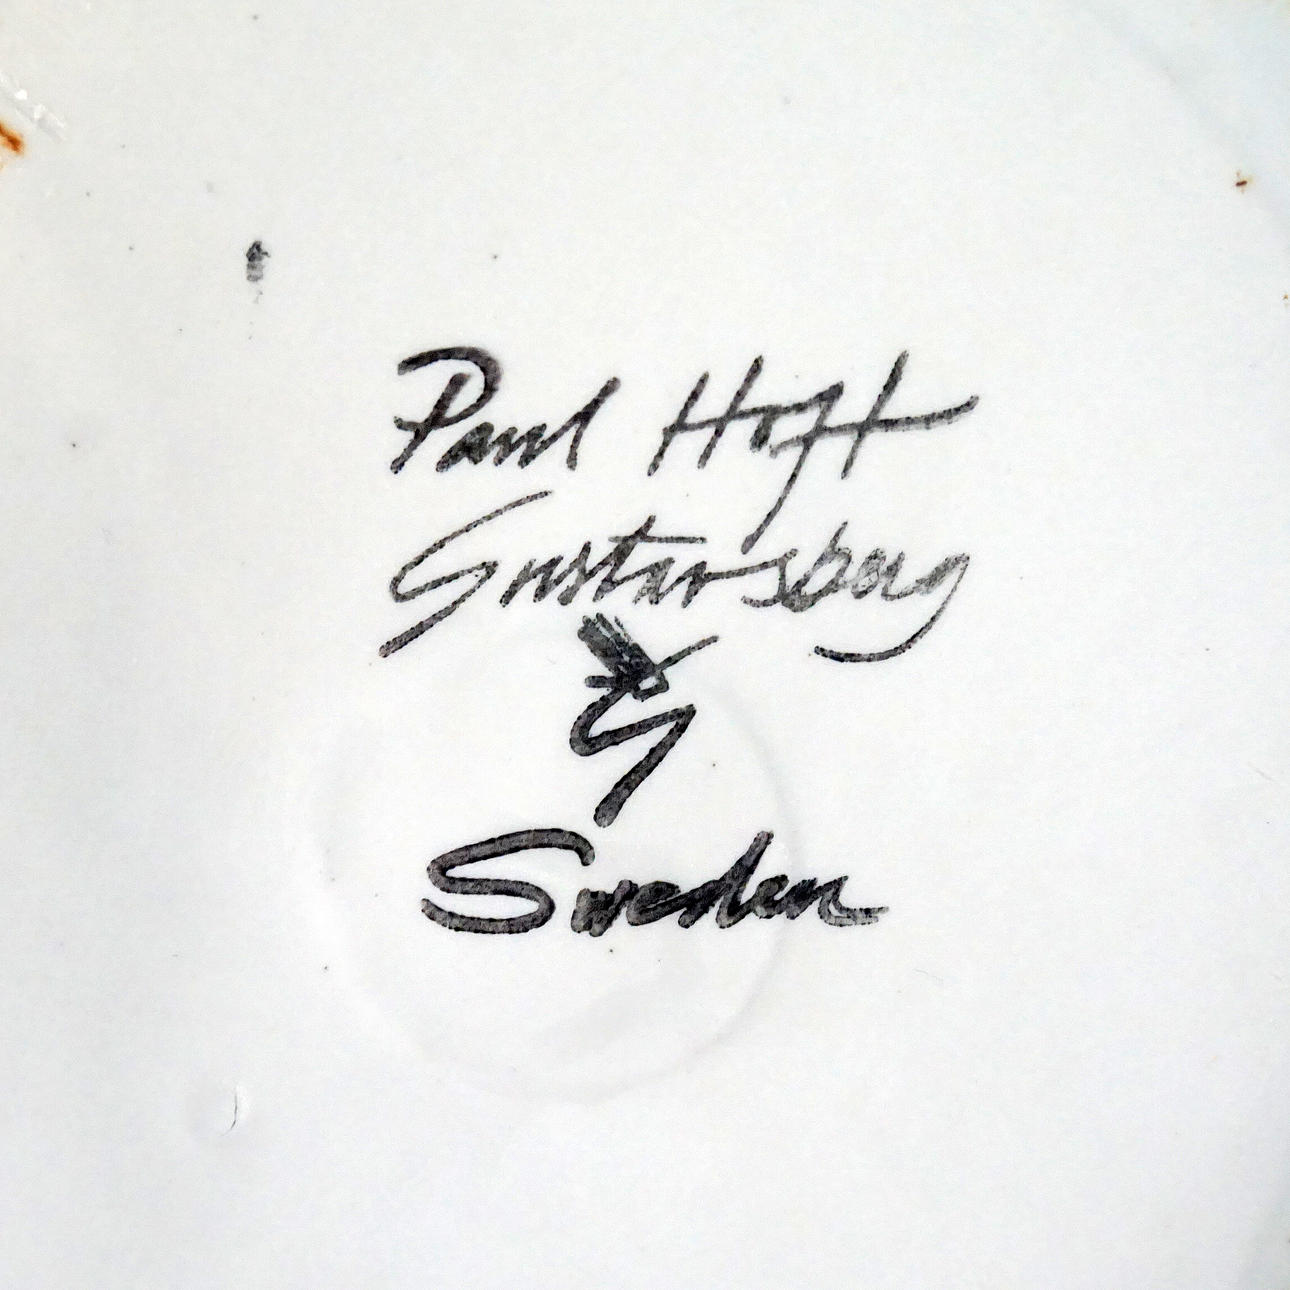 Paul Hoff
Gustavsberg
G
Sweden